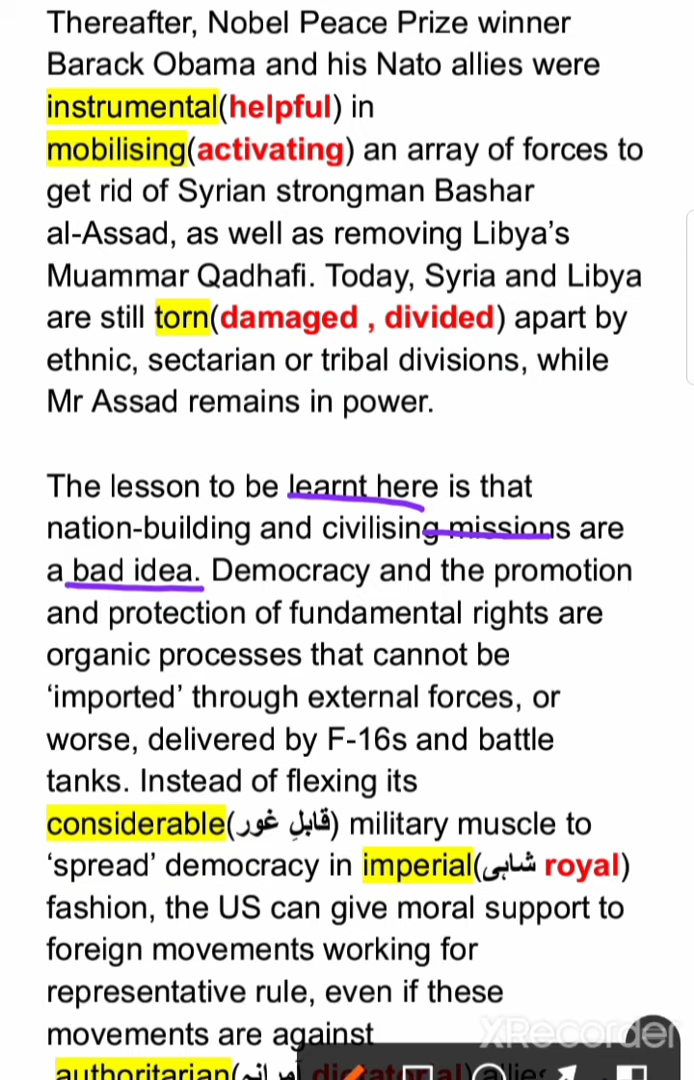 Thereafter, Nobel Peace Prize winner
Barack Obama and his Nato allies were
instrumental(helpful) in
mobilising(activating) an array of forces to
get rid of Syrian strongman Bashar
al-Assad, as well as removing Libya’s
Muammar Qadhafi. Today, Syria and Libya
are still torn(damaged , divided) apart by
ethnic, sectarian or tribal divisions, while
Mr Assad remains in power.
The lesson to be learnt here is that
nation-building and civilising missions are
a bad idea. Democracy and the promotion
and protection of fundamental rights are
organic processes that cannot be
‘imported’ through external forces, or
worse, delivered by F-16s and battle
tanks. Instead of flexing its
considerable(قابلِ غور) military muscle to
‘spread’ democracy in imperial(شاہی royal)
fashion, the US can give moral support to
foreign movements working for
representative rule, even if these
movements are against
XRecorder
authoritarian(